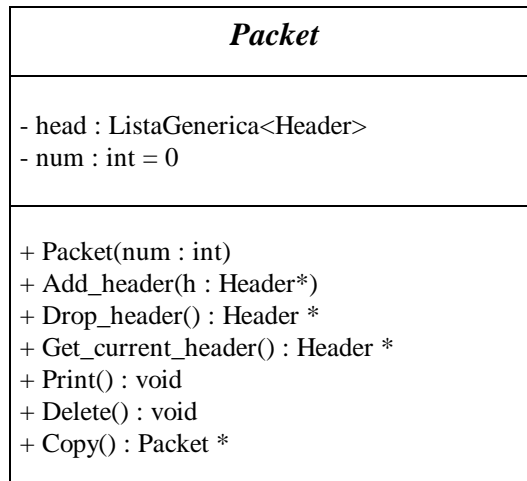 Packet
- head : ListaGenerica<Header>
- num : int = 0
+ Packet(num : int)
+ Add_header(h : Header*)
+ Drop_header() : Header *
+ Get_current_header() : Header *
+ Print() : void
+ Delete() : void
+ Copy() : Packet *